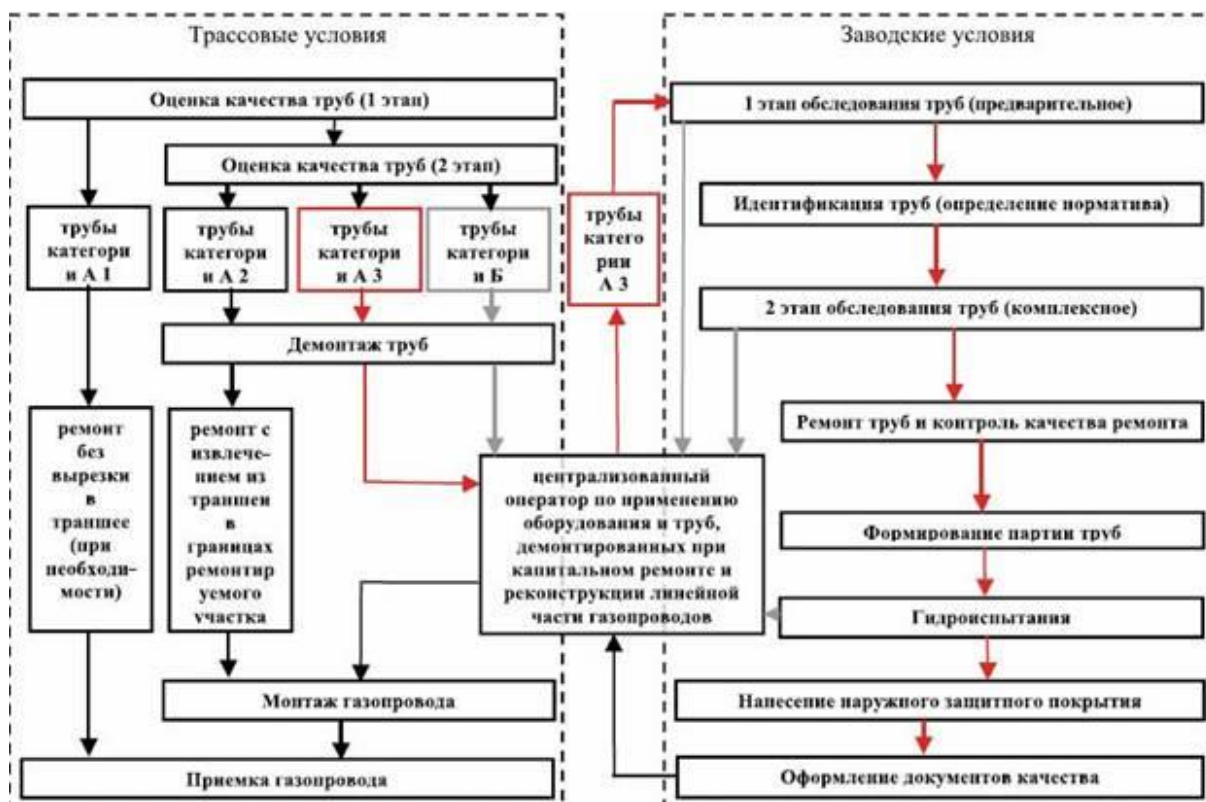 Трассовые условия
Оценка качества труб (1 этап)
Оценка качества труб (2 этап)
трубы
категори
и А 1
трубы
категори
и А 2
трубы
категори
и А 3
трубы
категори
и Б
Демонтаж труб
ремонт
без
вырезки
в
траншее
(при
необходи-
мости)
ремонт с
извлече-
нием из
траншеи
в
границах
ремонтир
уемого
участка
Монтаж газопровода
Приемка газопровода
трубы
катего
рии
А 3
централизованный
оператор по применению
оборудования и труб,
демонтированных при
капитальном ремонте и
реконструкции линейной
части газопроводов
Заводские условия
1 этап обследования труб (предварительное)
Идентификация труб (определение норматива)
2 этап обследования труб (комплексное)
Ремонт труб и контроль качества ремонта
Формирование партии труб
Гидроиспытания
Нанесение наружного защитного покрытия
Оформление документов качества